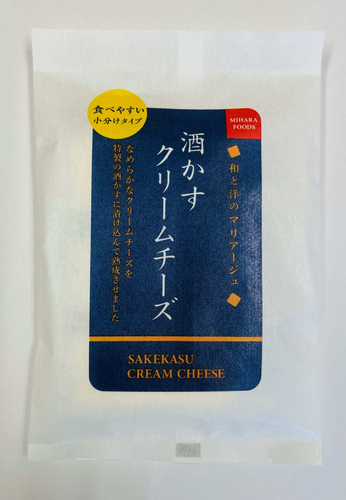 食べやすい
小分けタイプ
MIHARA
FOODS
和と洋のマリアージュ
酒かす
クリームチーズ
なめらかなクリームチーズを
特製の酒かすに漬け込んで熟成させました
SAKEKASU
CREAM CHEESE